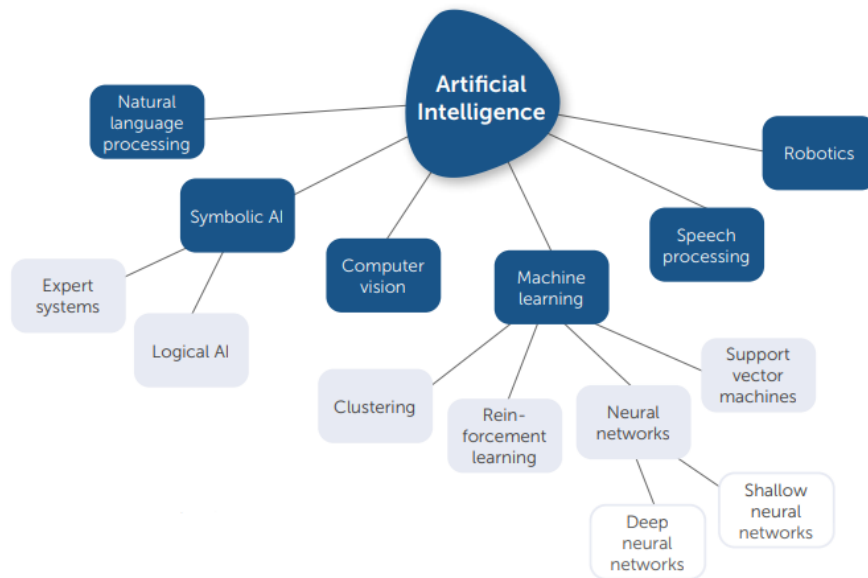 Artificial
Intelligence
Natural
language
processing
Robotics
Symbolic AI
Speech
processing
Computer
vision
Machine
learning
Expert
systems
Logical AI
Support
vector
machines
Clustering
Rein-
forcement
learning
Neural
networks
Shallow
neural
networks
Deep
neural
networks